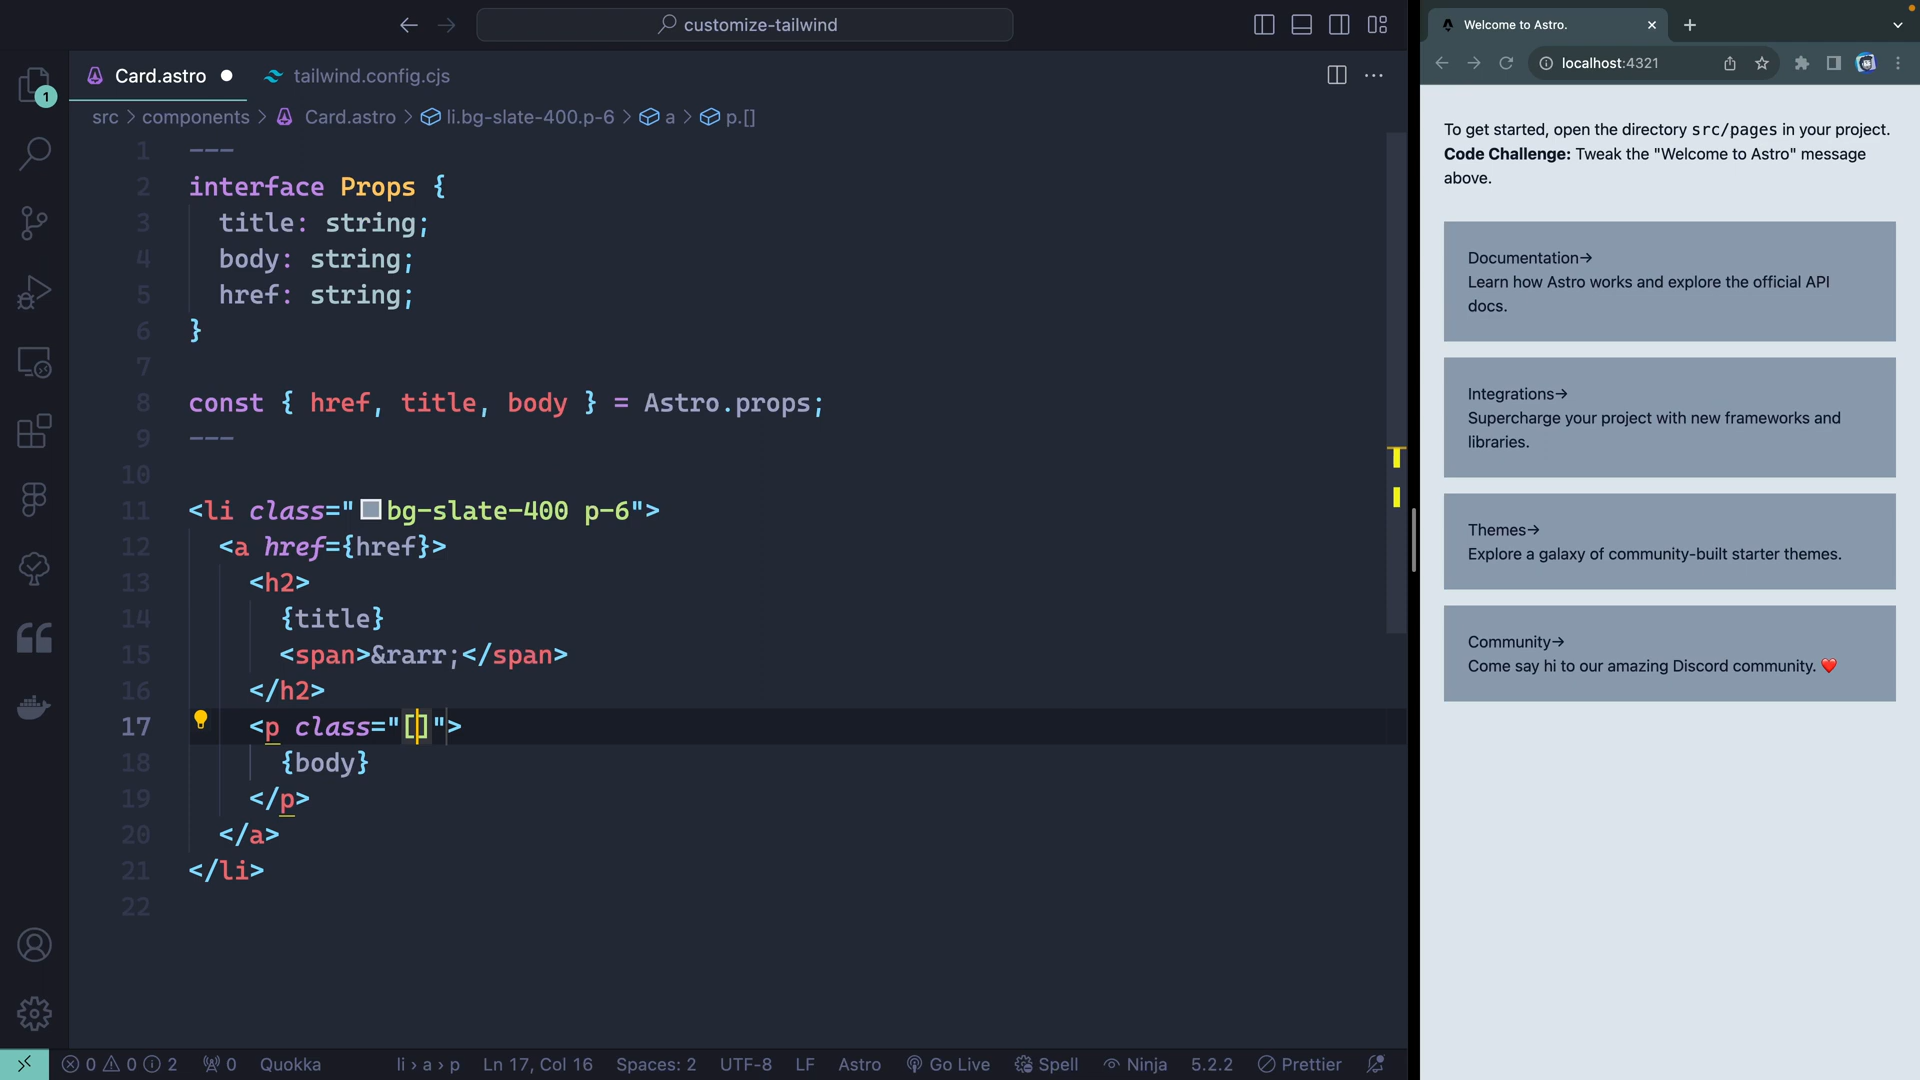 customize-tailwind
Card.astro
tailwind.config.cjs
src > components > Card.astro > li.bg-slate-400.p-6 > a > p.[]
1 ---
2 interface Props {
3 title: string;
4 body: string;
5 href: string;
6 }
7
8 const { href, title, body } = Astro.props;
9 ---
10
11 <li class="bg-slate-400 p-6">
12 <a href={href}>
13 <h2>
14 {title}
15 <span>&rarr;</span>
16 </h2>
17 <p class="[]">
18 {body}
19 </p>
20 </a>
21 </li>
22
1
0 0 2 0 Quokka li › a › p Ln 17, Col 16 Spaces: 2 UTF-8 LF Astro Go Live Spell Ninja 5.2.2 Prettier
Welcome to Astro.
localhost:4321
To get started, open the directory src/pages in your project.
Code Challenge: Tweak the "Welcome to Astro" message
above.
Documentation→
Learn how Astro works and explore the official API
docs.
Integrations→
Supercharge your project with new frameworks and
libraries.
Themes→
Explore a galaxy of community-built starter themes.
Community→
Come say hi to our amazing Discord community. ❤️